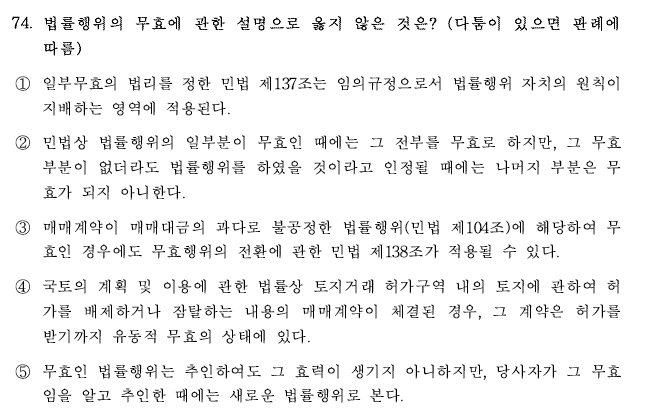 74. 법률행위의 무효에 관한 설명으로 옳지 않은 것은? (다툼이 있으면 판례에
따름)
① 일부무효의 법리를 정한 민법 제137조는 임의규정으로서 법률행위 자치의 원칙이
지배하는 영역에 적용된다.
② 민법상 법률행위의 일부분이 무효인 때에는 그 전부를 무효로 하지만, 그 무효
부분이 없더라도 법률행위를 하였을 것이라고 인정될 때에는 나머지 부분은 무
효가 되지 아니한다.
③ 매매계약이 매매대금의 과다로 불공정한 법률행위(민법 제104조)에 해당하여 무
효인 경우에도 무효행위의 전환에 관한 민법 제138조가 적용될 수 있다.
④ 국토의 계획 및 이용에 관한 법률상 토지거래 허가구역 내의 토지에 관하여 허
가를 배제하거나 잠탈하는 내용의 매매계약이 체결된 경우, 그 계약은 허가를
받기까지 유동적 무효의 상태에 있다.
⑤ 무효인 법률행위는 추인하여도 그 효력이 생기지 아니하지만, 당사자가 그 무효
임을 알고 추인한 때에는 새로운 법률행위로 본다.